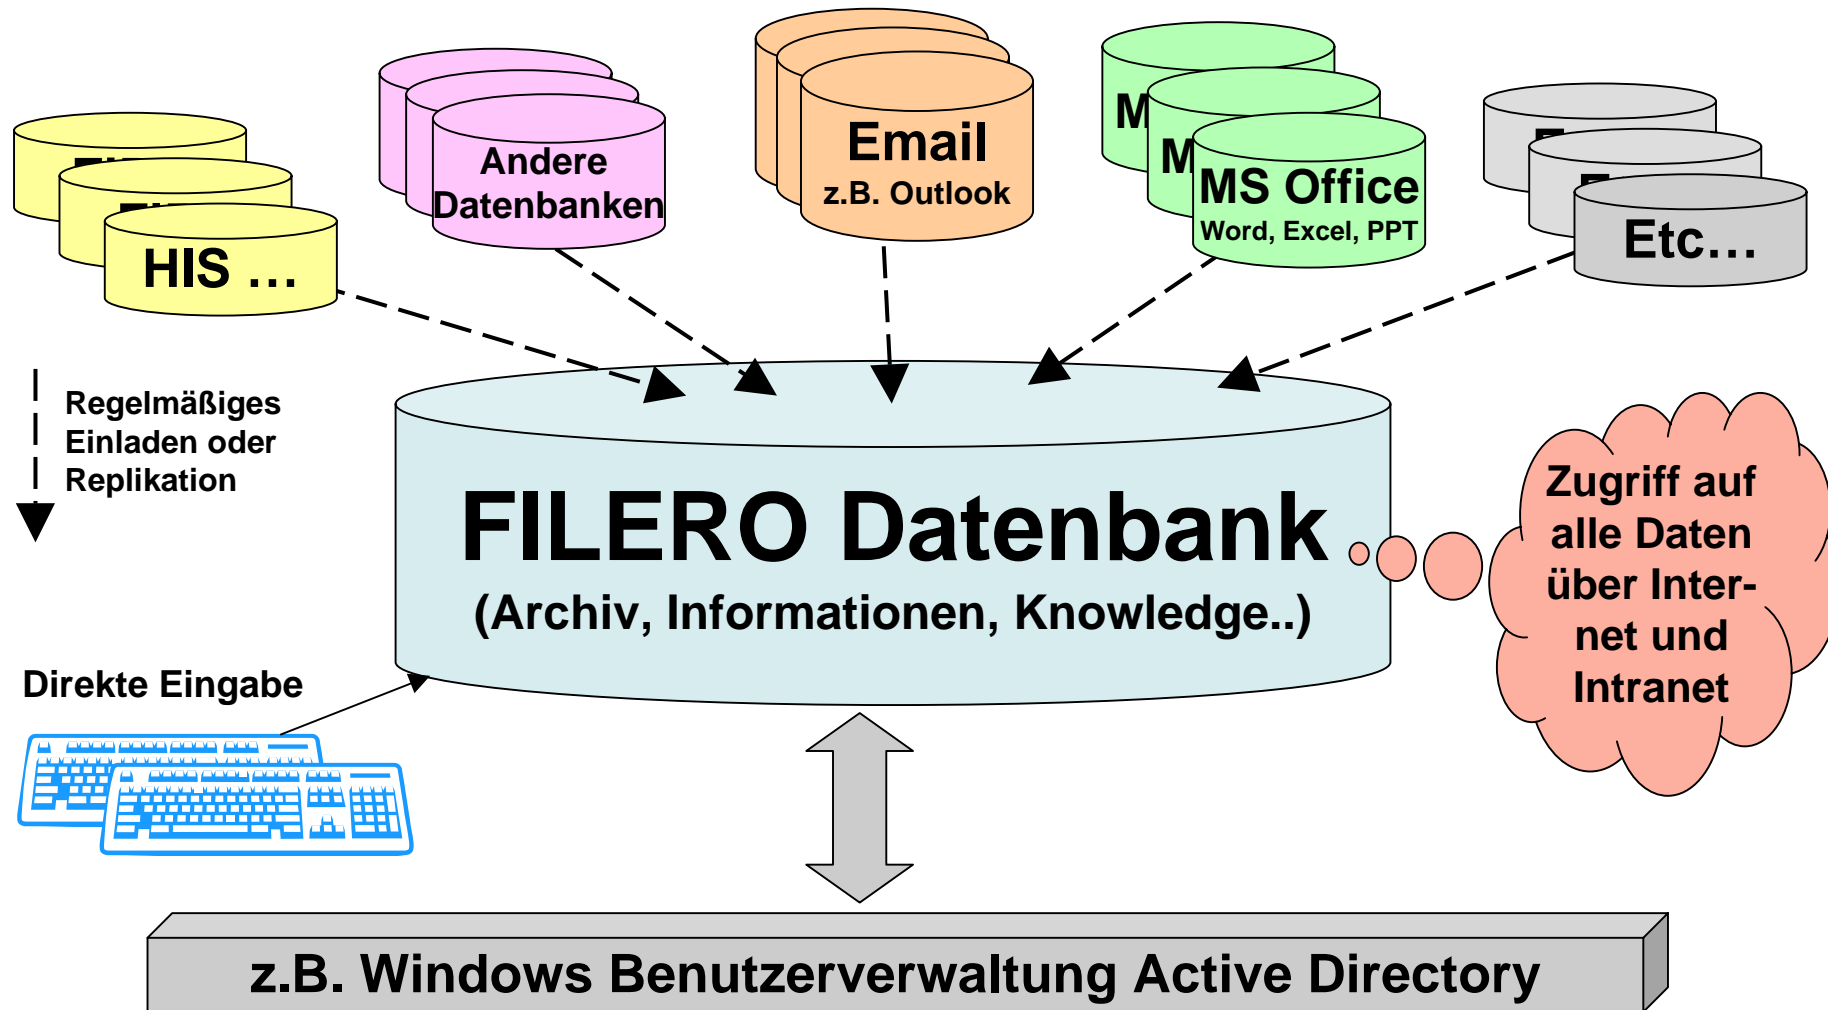 HIS …
Andere
Datenbanken
Email
z.B. Outlook
M
M
MS Office
Word, Excel, PPT
Etc…
Regelmäßiges
Einladen oder
Replikation
FILERO Datenbank
(Archiv, Informationen, Knowledge..)
Zugriff auf
alle Daten
über Inter-
net und
Intranet
Direkte Eingabe
z.B. Windows Benutzerverwaltung Active Directory